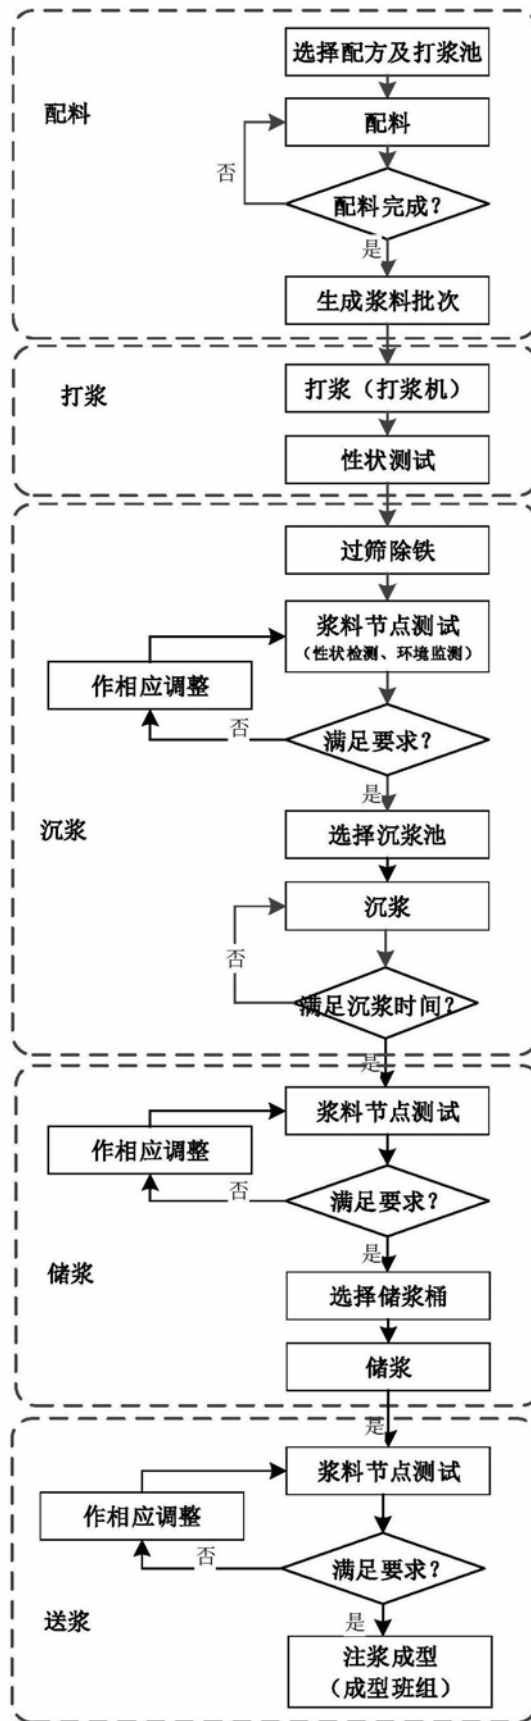 选择配方及打浆池
配料
配料
否
配料完成？
是
生成浆料批次
打浆
打浆（打浆机）
性状测试
过筛除铁
浆料节点测试
（性状检测、环境监测）
作相应调整
否
满足要求？
是
选择沉浆池
沉浆
沉浆
否
满足沉浆时间？
是
浆料节点测试
作相应调整
否
满足要求？
是
储浆
选择储浆桶
储浆
是
浆料节点测试
作相应调整
否
满足要求？
是
送浆
注浆成型
（成型班组）